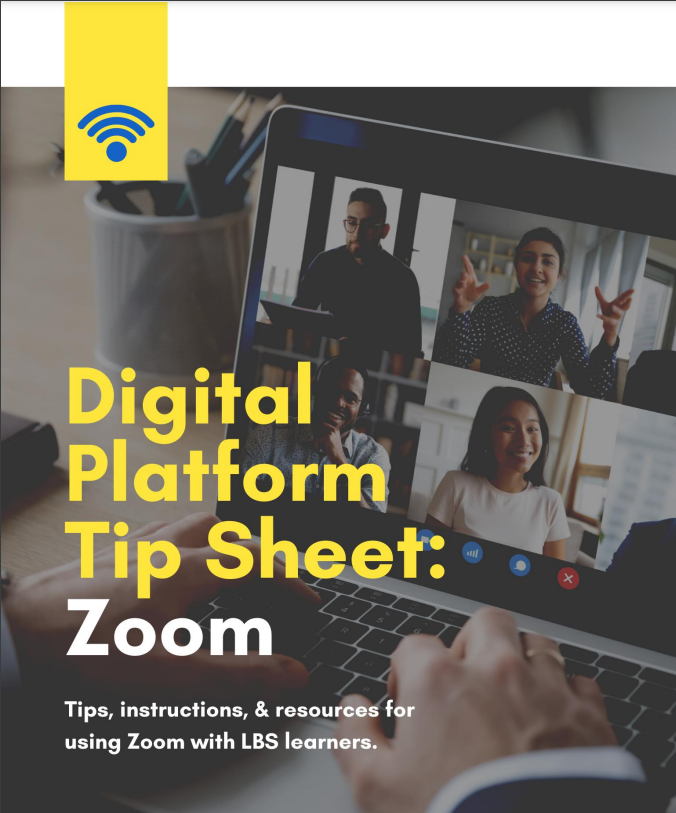 Digital
Platform
Tip Sheet:
Zoom
Tips, instructions, & resources for
using Zoom with LBS learners.